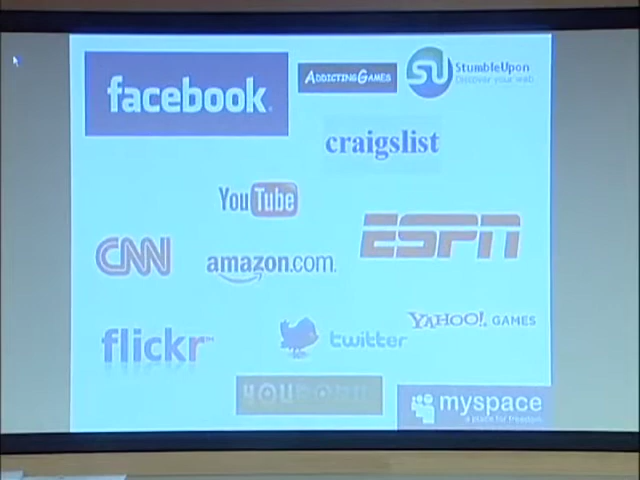 facebook
ADDICTINGGAMES
StumbleUpon
Discover your web
craigslist
YouTube
CNN
amazon.com
ESPN
flickr
twitter
YAHOO! GAMES
YOU
myspace
a place for friends